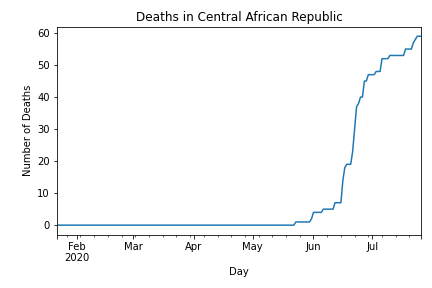 Deaths in Central African Republic
Number of Deaths
60
50
40
30
20
10
0
Feb
2020
Mar
Apr
May
Jun
Jul
Day